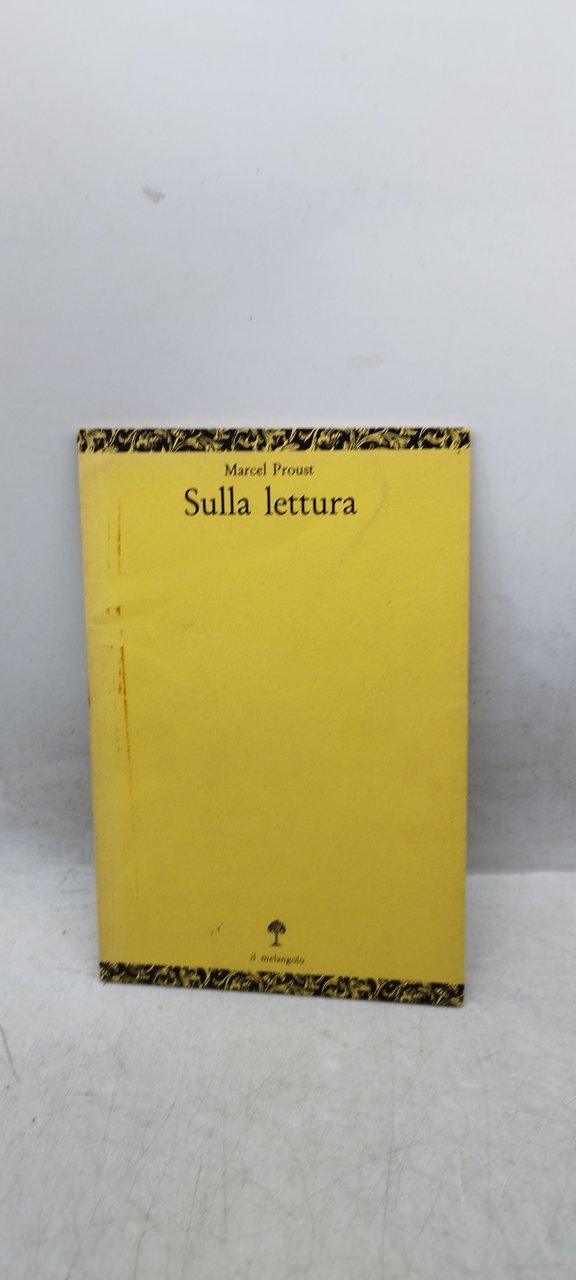 Marcel Proust
Sulla lettura
il melangolo